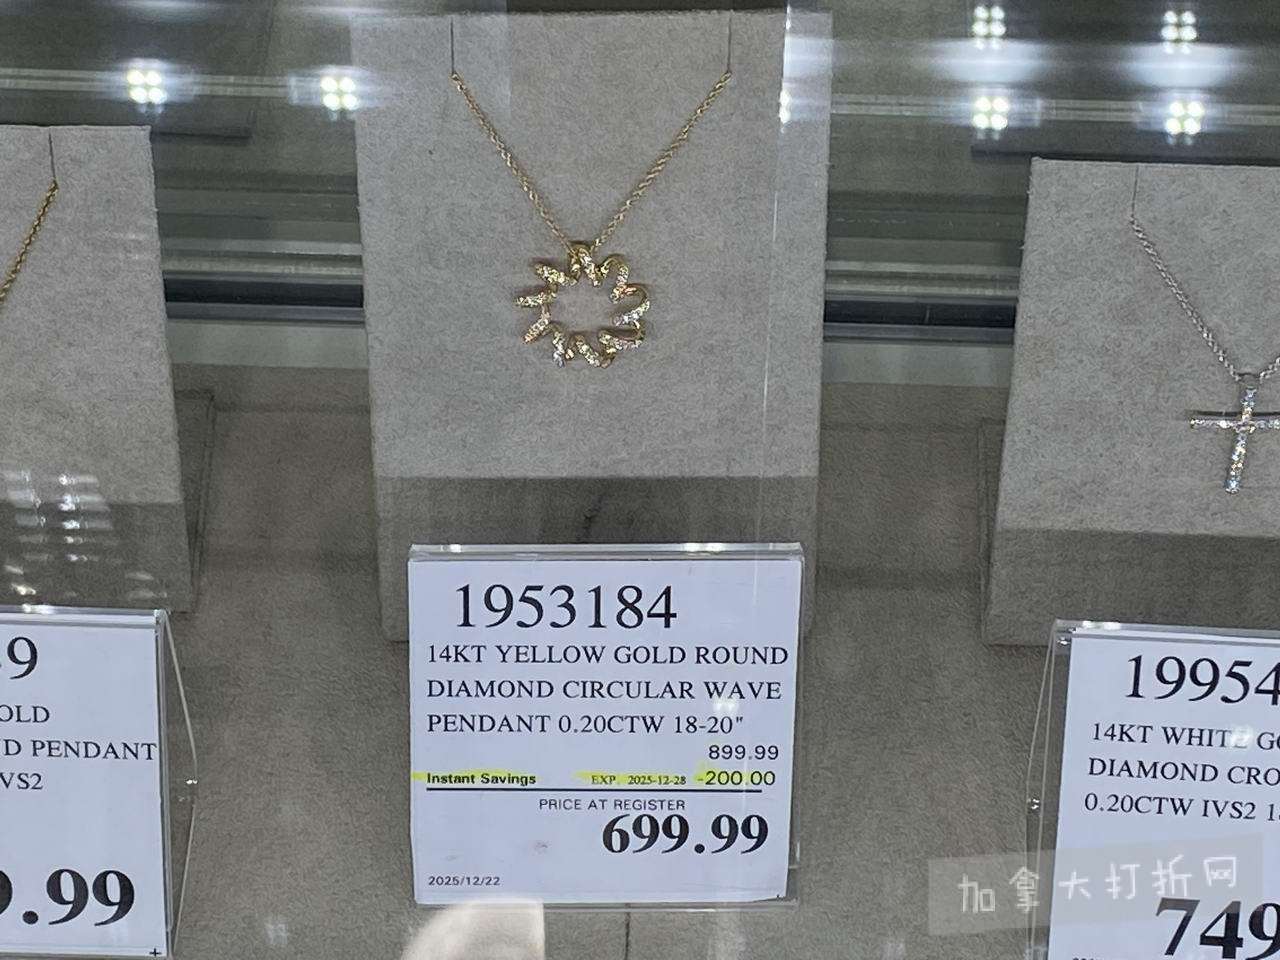 1953184
14KT YELLOW GOLD ROUND
DIAMOND CIRCULAR WAVE
PENDANT 0.20CTW 18-20"
899.99
Instant Savings EXP. 2025-12-28 -200.00
PRICE AT REGISTER
699.99
2025/12/22
9
OLD
D PENDANT
VS2
.99
19954
14KT WHITE G
DIAMOND CRO
0.20CTW IVS2
749
加拿大打折网